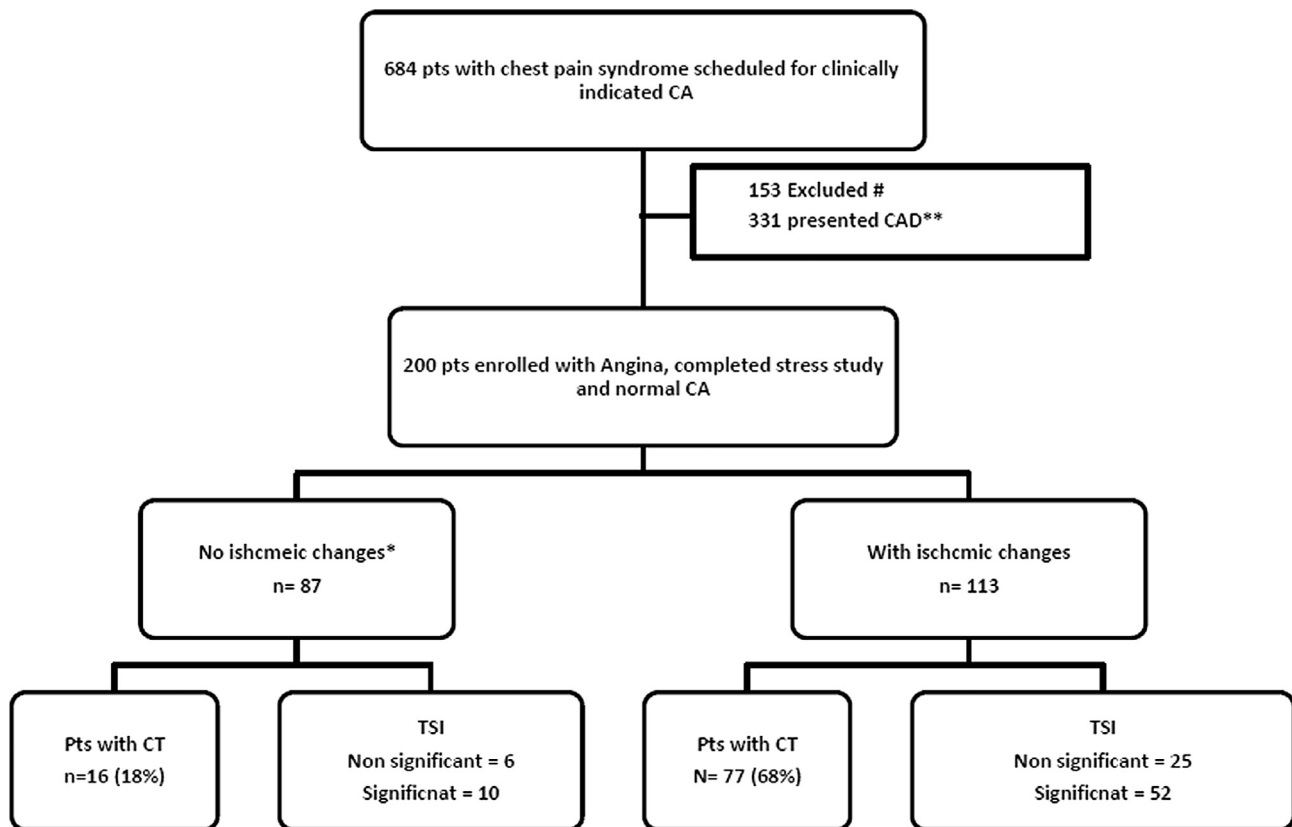 684 pts with chest pain syndrome scheduled for clinically
indicated CA
153 Excluded #
331 presented CAD**
200 pts enrolled with Angina, completed stress study
and normal CA
No ishcmeic changes*
n= 87
With ischcmic changes
n= 113
Pts with CT
n=16 (18%)
TSI
Non significant = 6
Significnat = 10
Pts with CT
N= 77 (68%)
TSI
Non significant = 25
Significnat = 52